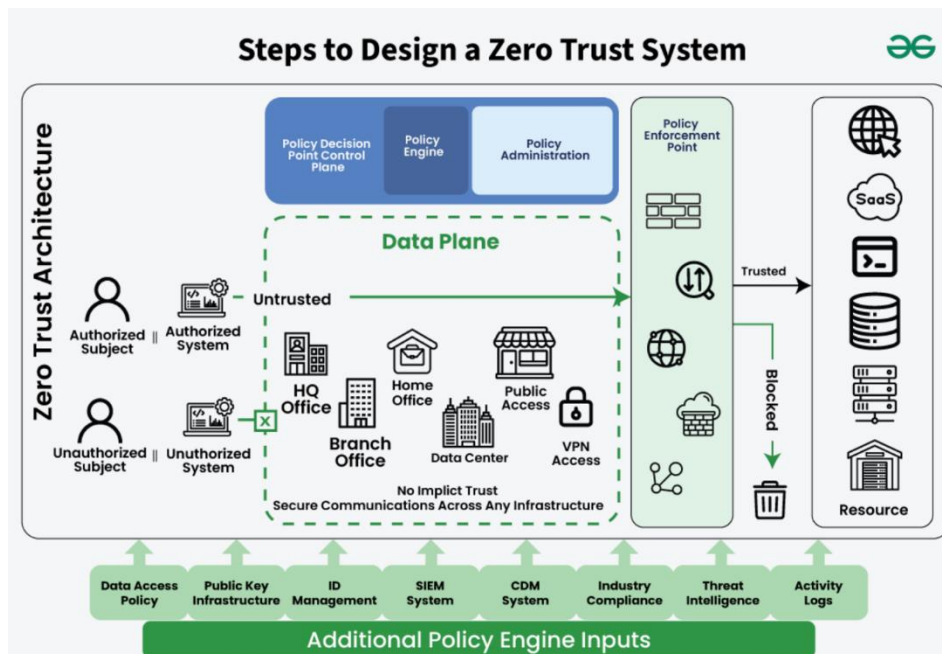 Steps to Design a Zero Trust System
Zero Trust Architecture
Policy Decision
Point Control
Plane
Policy
Engine
Policy
Administration
Policy
Enforcement
Point
Data Plane
Untrusted
Authorized
Subject
||
Authorized
System
Unauthorized
Subject
||
Unuthorized
System
X
HQ
Office
Branch
Office
Home
Office
Data Center
Public
Access
VPN
Access
No Implict Trust
Secure Communications Across Any Infrastructure
Trusted
Blocked
SaaS
Resource
Data Access
Policy
Public Key
Infrastructure
ID
Management
SIEM
System
CDM
System
Industry
Compliance
Threat
Intelligence
Activity
Logs
Additional Policy Engine Inputs